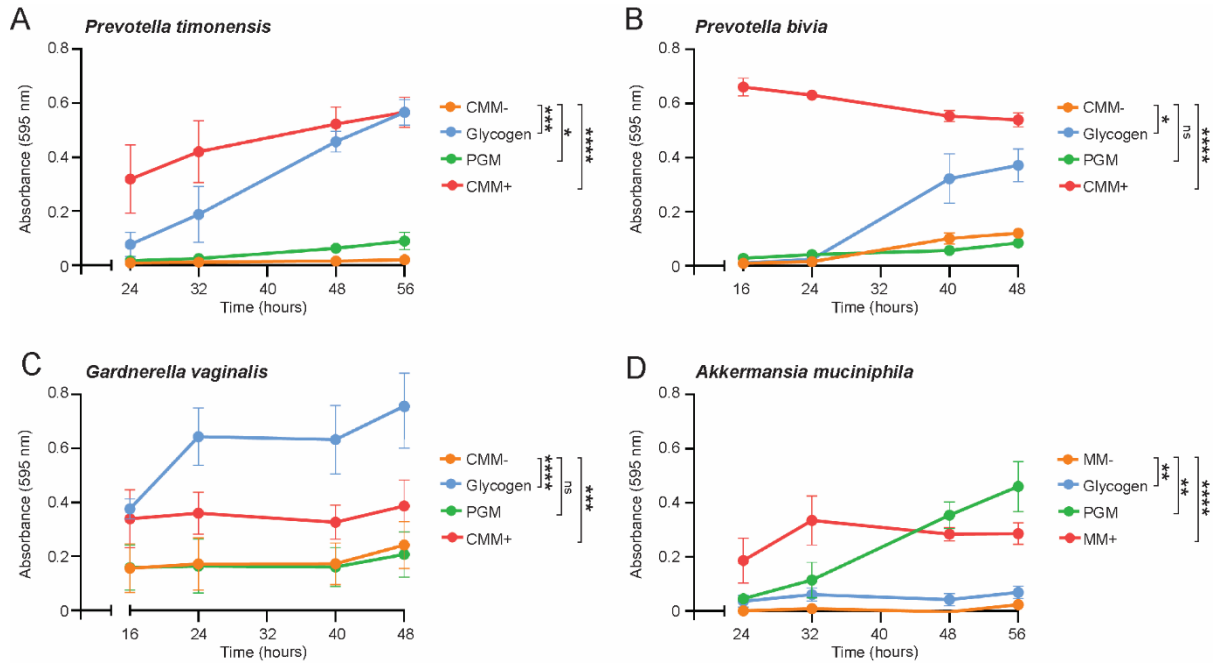 A
Prevotella timonensis
0.8
0.6
0.4
0.2
0
Absorbance (595 nm)
24
32
40
48
56
Time (hours)
CMM-
Glycogen
PGM
CMM+
***
*
****
B
Prevotella bivia
0.8
0.6
0.4
0.2
0
Absorbance (595 nm)
16
24
32
40
48
Time (hours)
CMM-
Glycogen
PGM
CMM+
*
ns
****
C
Gardnerella vaginalis
0.8
0.6
0.4
0.2
0
Absorbance (595 nm)
16
24
32
40
48
Time (hours)
CMM-
Glycogen
PGM
CMM+
****
ns
***
D
Akkermansia muciniphila
0.8
0.6
0.4
0.2
0
Absorbance (595 nm)
24
32
40
48
56
Time (hours)
MM-
Glycogen
PGM
MM+
**
**
****